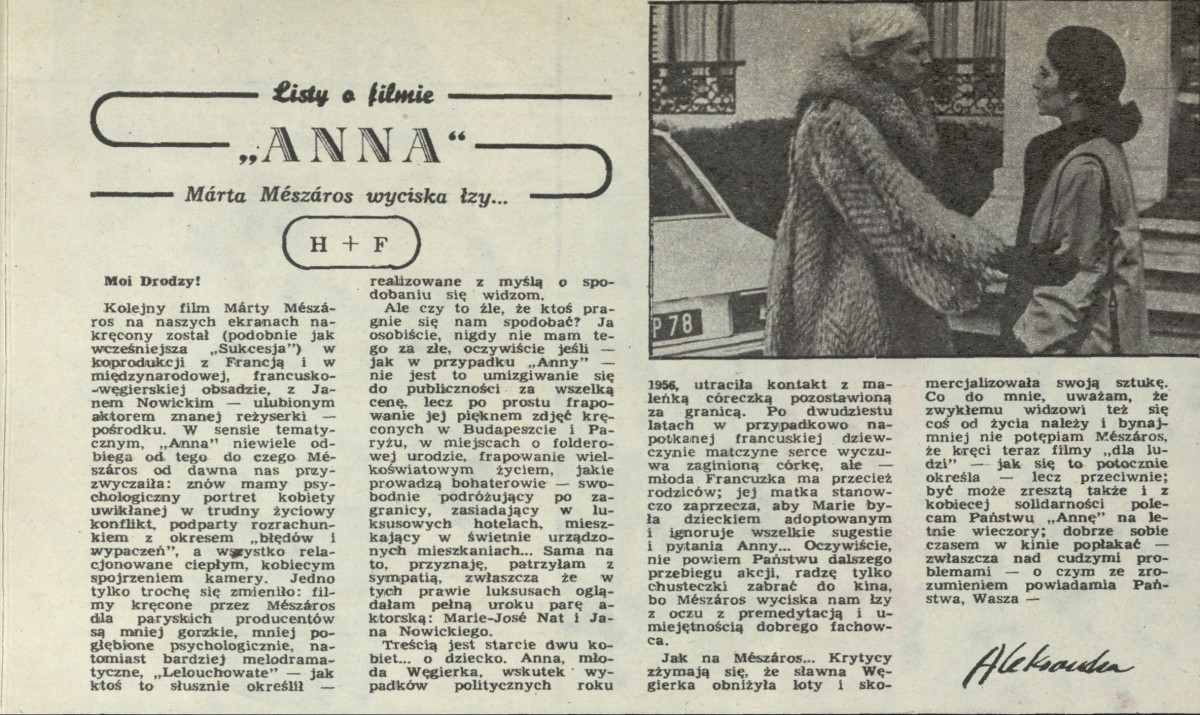 Listy o filmie
„ANNA“
Márta Mészáros wyciska łzy...
H + F
Moi Drodzy!
Kolejny film Márty Mészá-
ros na naszych ekranach na-
kręcony został (podobnie jak
wcześniejsza „Sukcesja”) w
koprodukcji z Francją i w
międzynarodowej, francusko-
-węgierskiej obsadzie, z Ja-
nem Nowickim — ulubionym
aktorem znanej reżyserki —
pośrodku. W sensie tematy-
cznym, „Anna” niewiele od-
biega od tego do czego Mé-
száros od dawna nas przy-
zwyczaiła: znów mamy psy-
chologiczny portret kobiety
uwikłanej w trudny życiowy
konflikt, podparty rozrachun-
kiem z okresem „błędów i
wypaczeń”, a wszystko rela-
cjonowane ciepłym, kobiecym
spojrzeniem kamery. Jedno
tylko trochę się zmieniło: fil-
my kręcone przez Mészáros
dla paryskich producentów
są mniej gorzkie, mniej po-
głębione psychologicznie, na-
tomiast bardziej melodrama-
tyczne, „Lelouchowate” — jak
ktoś to słusznie określił —
realizowane z myślą o spo-
dobaniu się widzom.
Ale czy to źle, że ktoś pra-
gnie się nam spodobać? Ja
osobiście, nigdy nie mam te-
go za złe, oczywiście jeśli —
jak w przypadku „Anny” —
nie jest to umizgiwanie się
do publiczności za wszelką
cenę, lecz po prostu frapo-
wanie jej pięknem zdjęć krę-
conych w Budapeszcie i Pa-
ryżu, w miejscach o foldero-
wej urodzie, frapowanie wiel-
koświatowym życiem, jakie
prowadzą bohaterowie — swo-
bodnie podróżujący po za-
granicy, zasiadający w lu-
ksusowych hotelach, miesz-
kający w świetnie urządzo-
nych mieszkaniach... Sama na
to, przyznaję, patrzyłam z
sympatią, zwłaszcza że w
tych prawie luksusach oglą-
dałam pełną uroku parę a-
ktorską: Marie-José Nat i Ja-
na Nowickiego.
Treścią jest starcie dwu ko-
biet... o dziecko. Anna, mło-
da Węgierka, wskutek wy-
padków politycznych roku
P 78
1956, utraciła kontakt z ma-
leńką córeczką pozostawioną
za granicą. Po dwudziestu
latach w przypadkowo na-
potkanej francuskiej dziew-
czynie matczyne serce wyczu-
wa zaginioną córkę, ale —
młoda Francuzka ma przecież
rodziców; jej matka stanow-
czo zaprzecza, aby Marie by-
ła dzieckiem adoptowanym
i ignoruje wszelkie sugestie
i pytania Anny... Oczywiście,
nie powiem Państwu dalszego
przebiegu akcji, radzę tylko
chusteczki zabrać do kina,
bo Mészáros wyciska nam łzy
z oczu z premedytacją i u-
miejętnością dobrego fachow-
ca.
Jak na Mészáros... Krytycy
zżymają się, że sławna Wę-
gierka obniżyła loty i sko-
mercjalizowała swoją sztukę.
Co do mnie, uważam, że
zwykłemu widzowi też się
coś od życia należy i bynaj-
mniej nie potępiam Mészáros,
że kręci teraz filmy „dla lu-
dzi” — jak się to potocznie
określa — lecz przeciwnie;
być może zresztą także i z
kobiecej solidarności pole-
cam Państwu „Annę” na le-
tnie wieczory; dobrze sobie
czasem w kinie popłakać —
zwłaszcza nad cudzymi pro-
blemami — o czym ze zro-
zumieniem powiadamia Pań-
stwa, Wasza —
Aleksandra